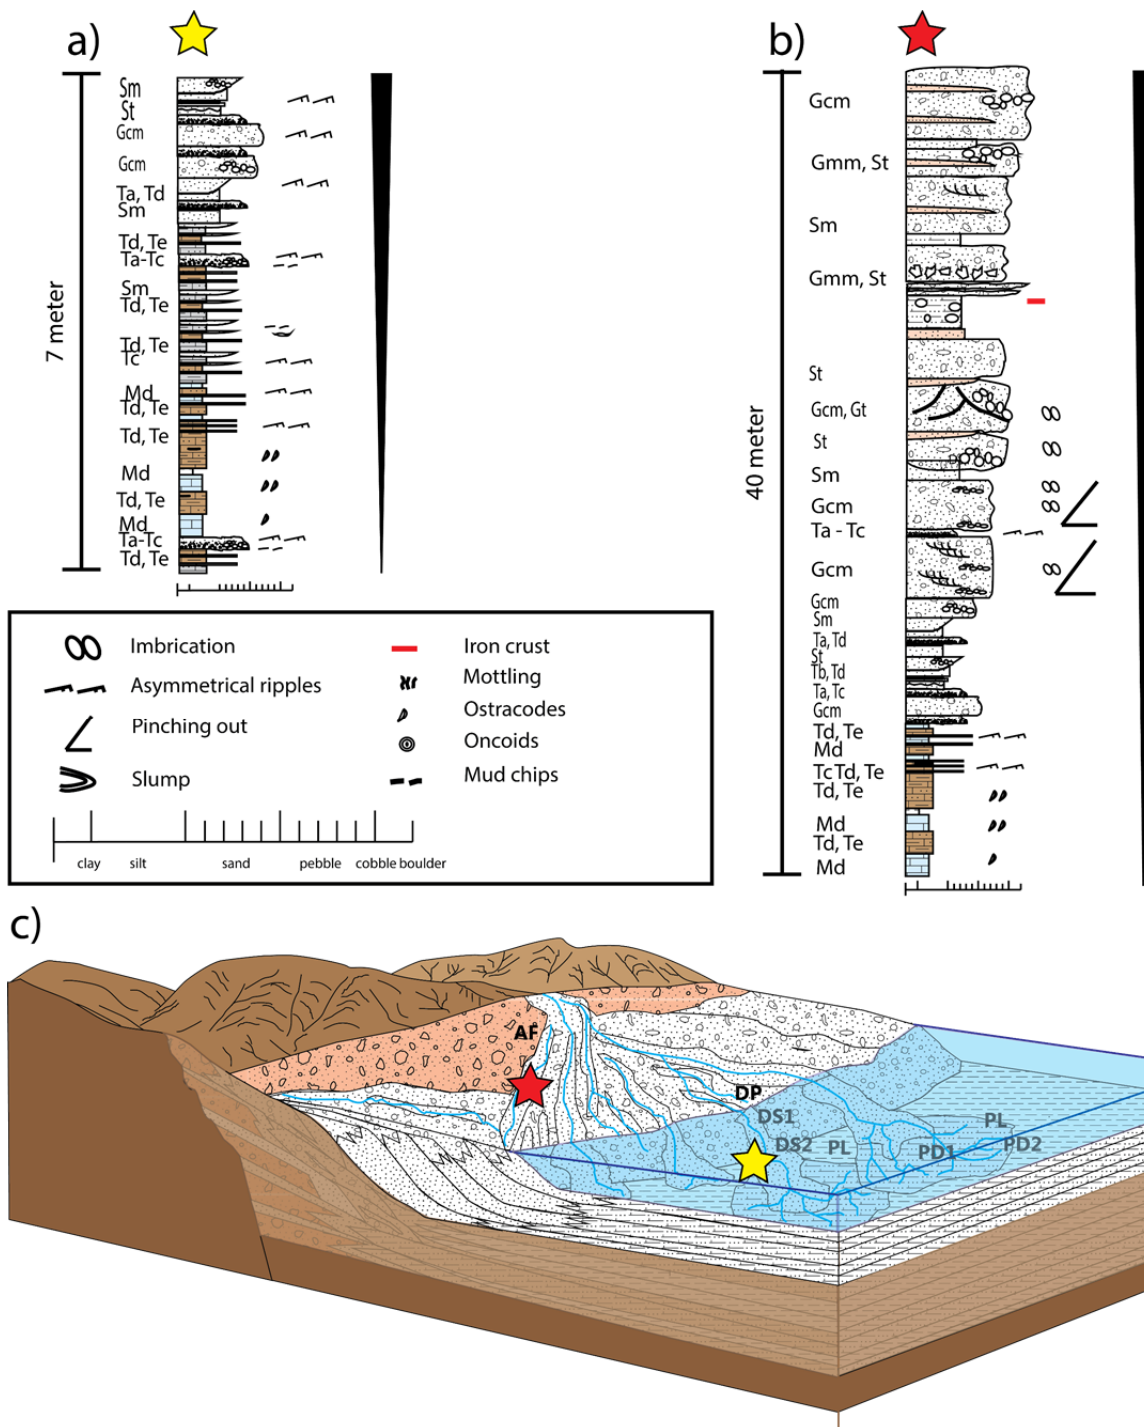 a)
Sm
St
Gcm
Gcm
Ta, Td
Sm
Td, Te
Ta-Tc
Sm
Td, Te
Td, Te
Tc
Md
Td, Te
Td, Te
Md
Td, Te
Md
Ta-Tc
Td, Te
7 meter
b)
Gcm
Gmm, St
Sm
Gmm, St
St
Gcm, Gt
St
Sm
Gcm
Ta - Tc
Gcm
Gcm
Sm
Ta, Td
St
Tb, Td
Ta, Tc
Gcm
Td, Te
Md
Tc Td, Te
Td, Te
Md
Td, Te
Md
40 meter
Imbrication
Asymmetrical ripples
Pinching out
Slump
Iron crust
Mottling
Ostracodes
Oncoids
Mud chips
clay silt sand pebble cobble boulder
c)
AF
DP
DS1
DS2
PL
PD1
PL
PD2